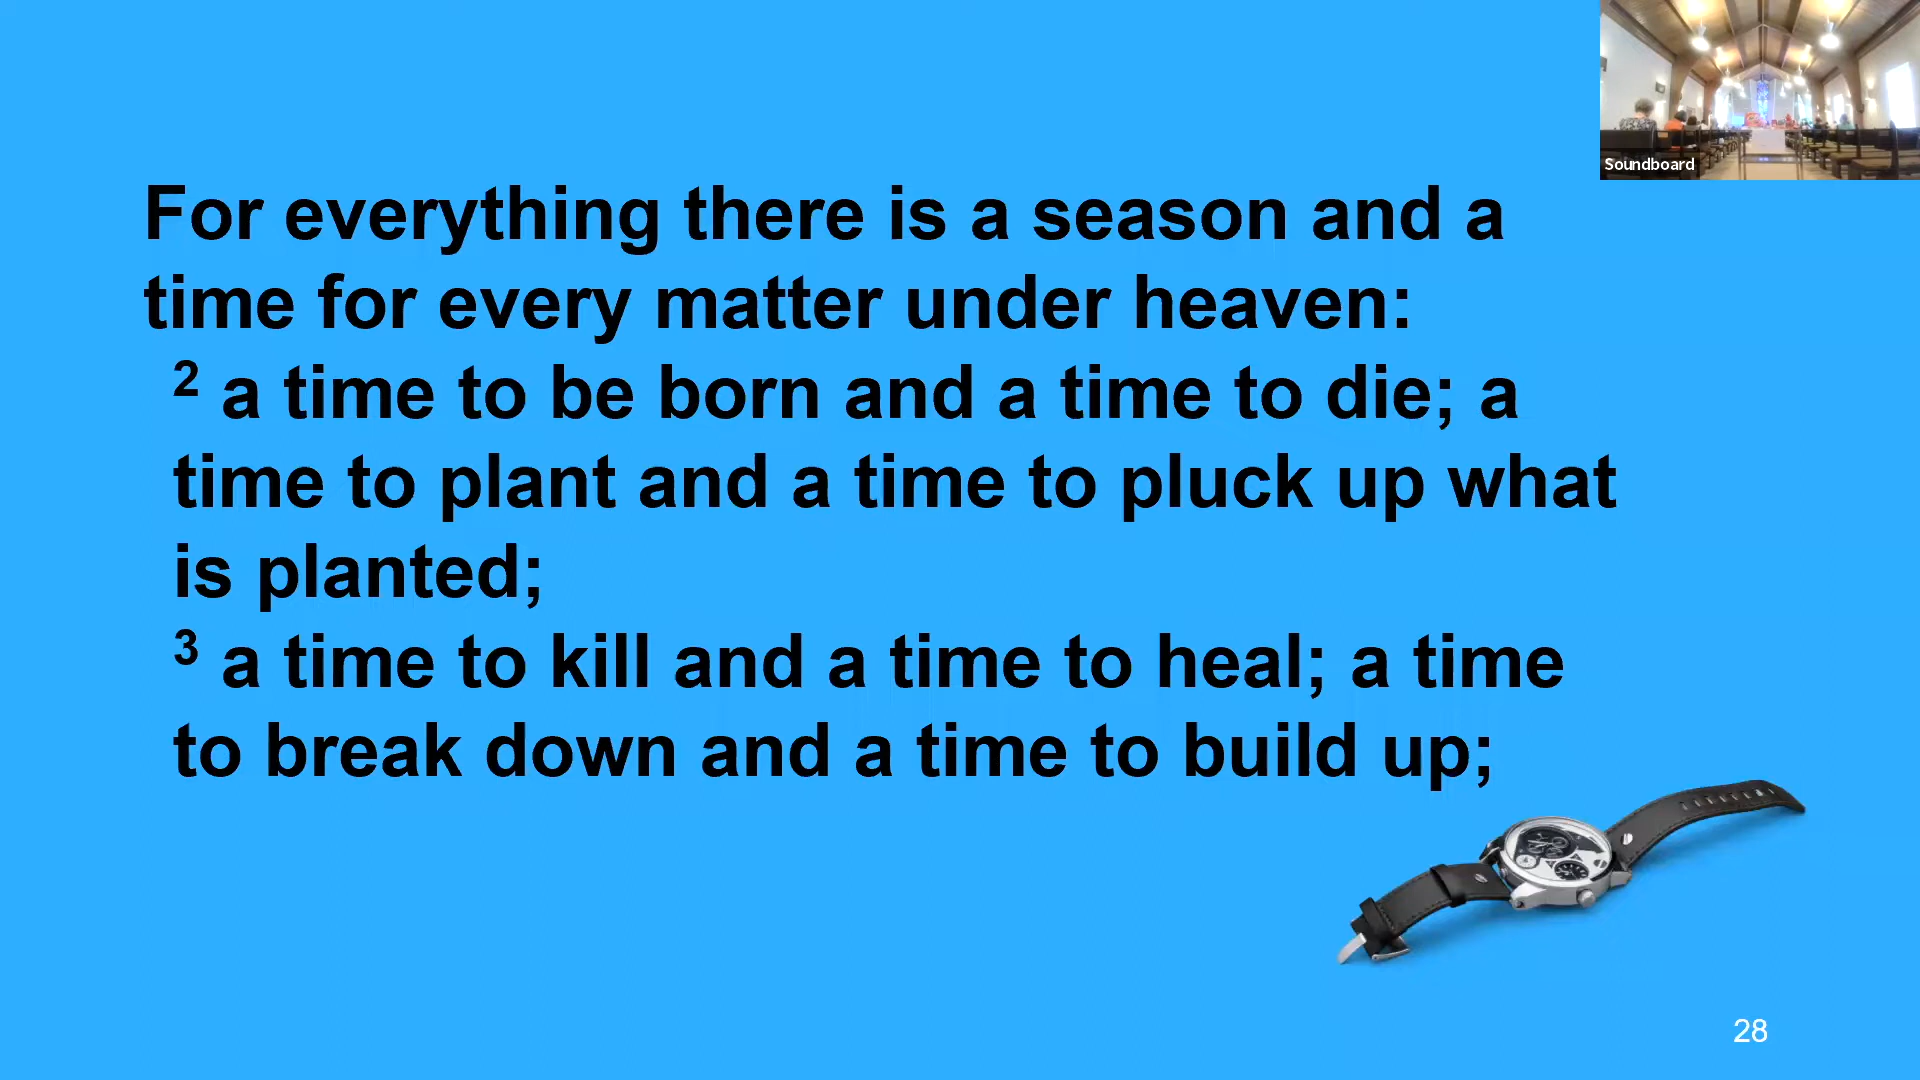 Soundboard
For everything there is a season and a
time for every matter under heaven:
2 a time to be born and a time to die; a
time to plant and a time to pluck up what
is planted;
3 a time to kill and a time to heal; a time
to break down and a time to build up;
28